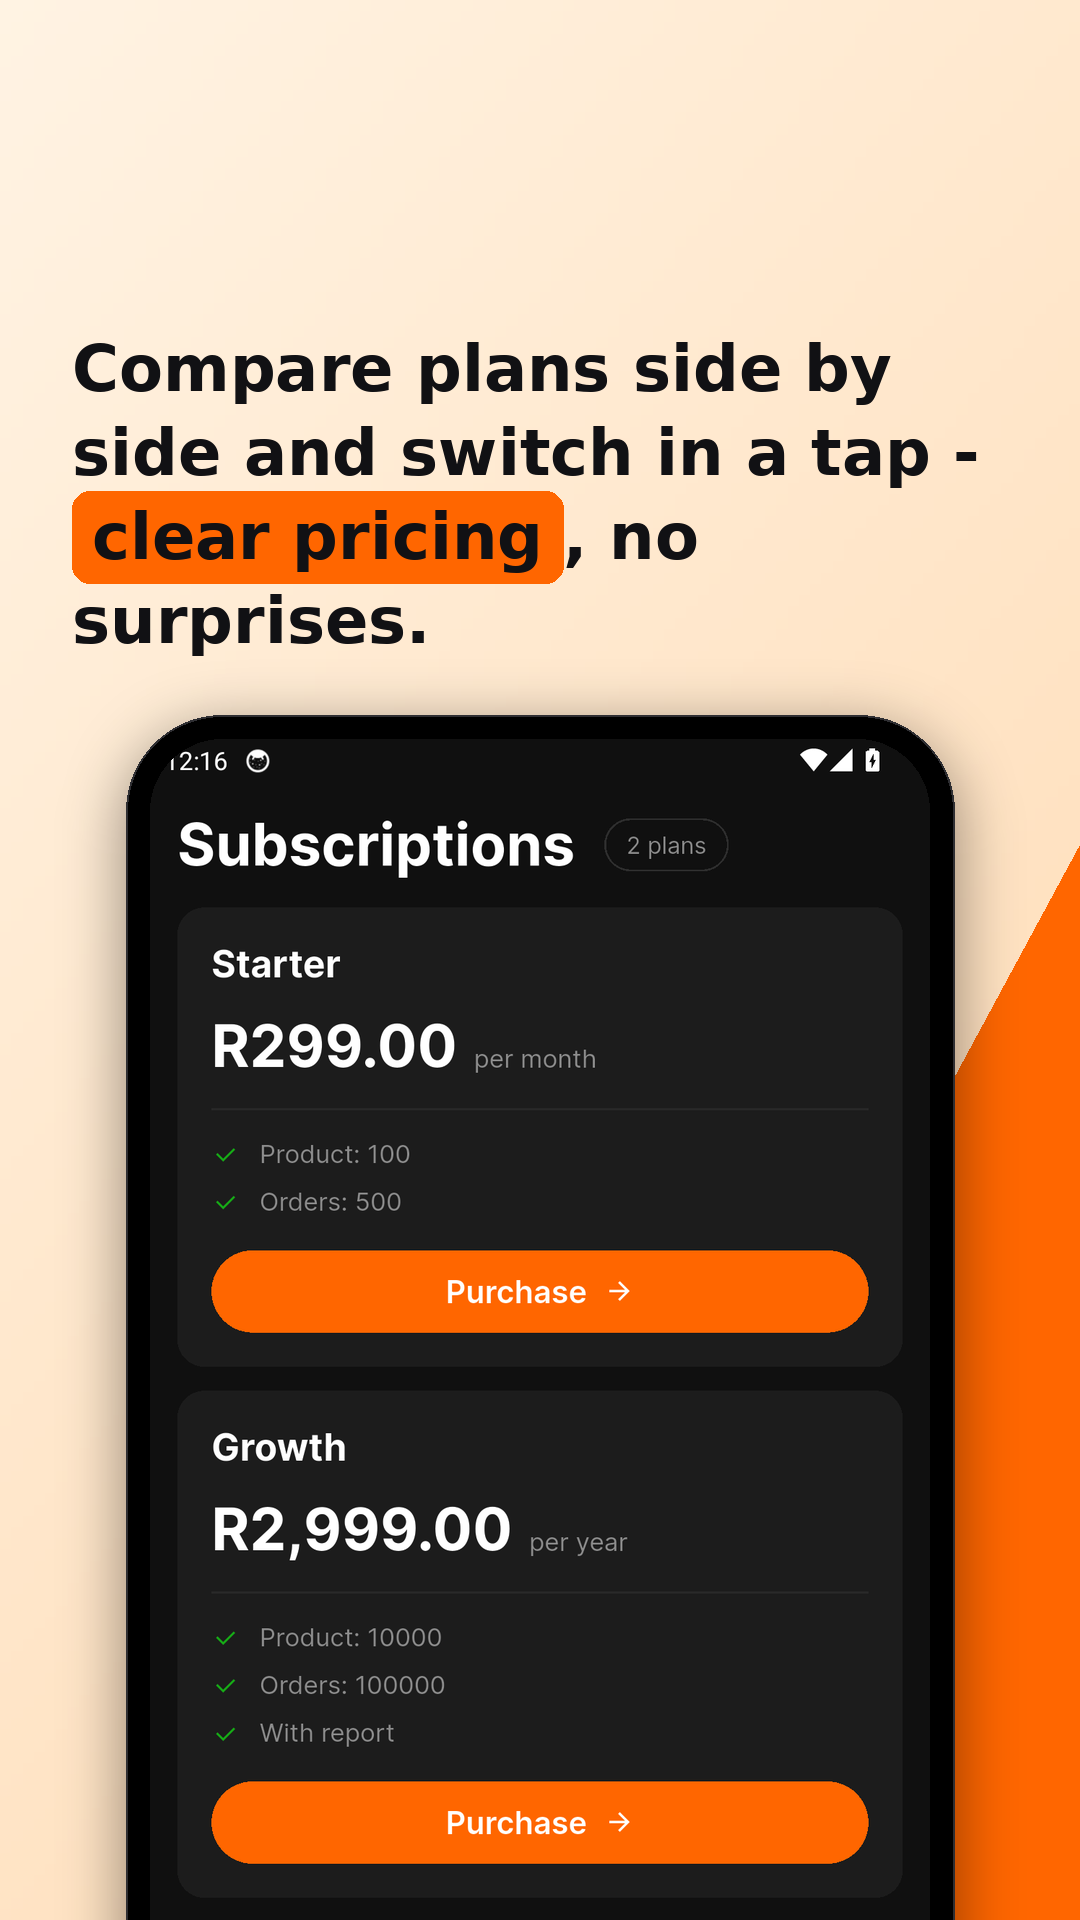 Compare plans side by
side and switch in a tap -
clear pricing, no
surprises.
12:16
Subscriptions
2 plans
Starter
R299.00 per month
Product: 100
Orders: 500
Purchase →
Growth
R2,999.00 per year
Product: 10000
Orders: 100000
With report
Purchase →